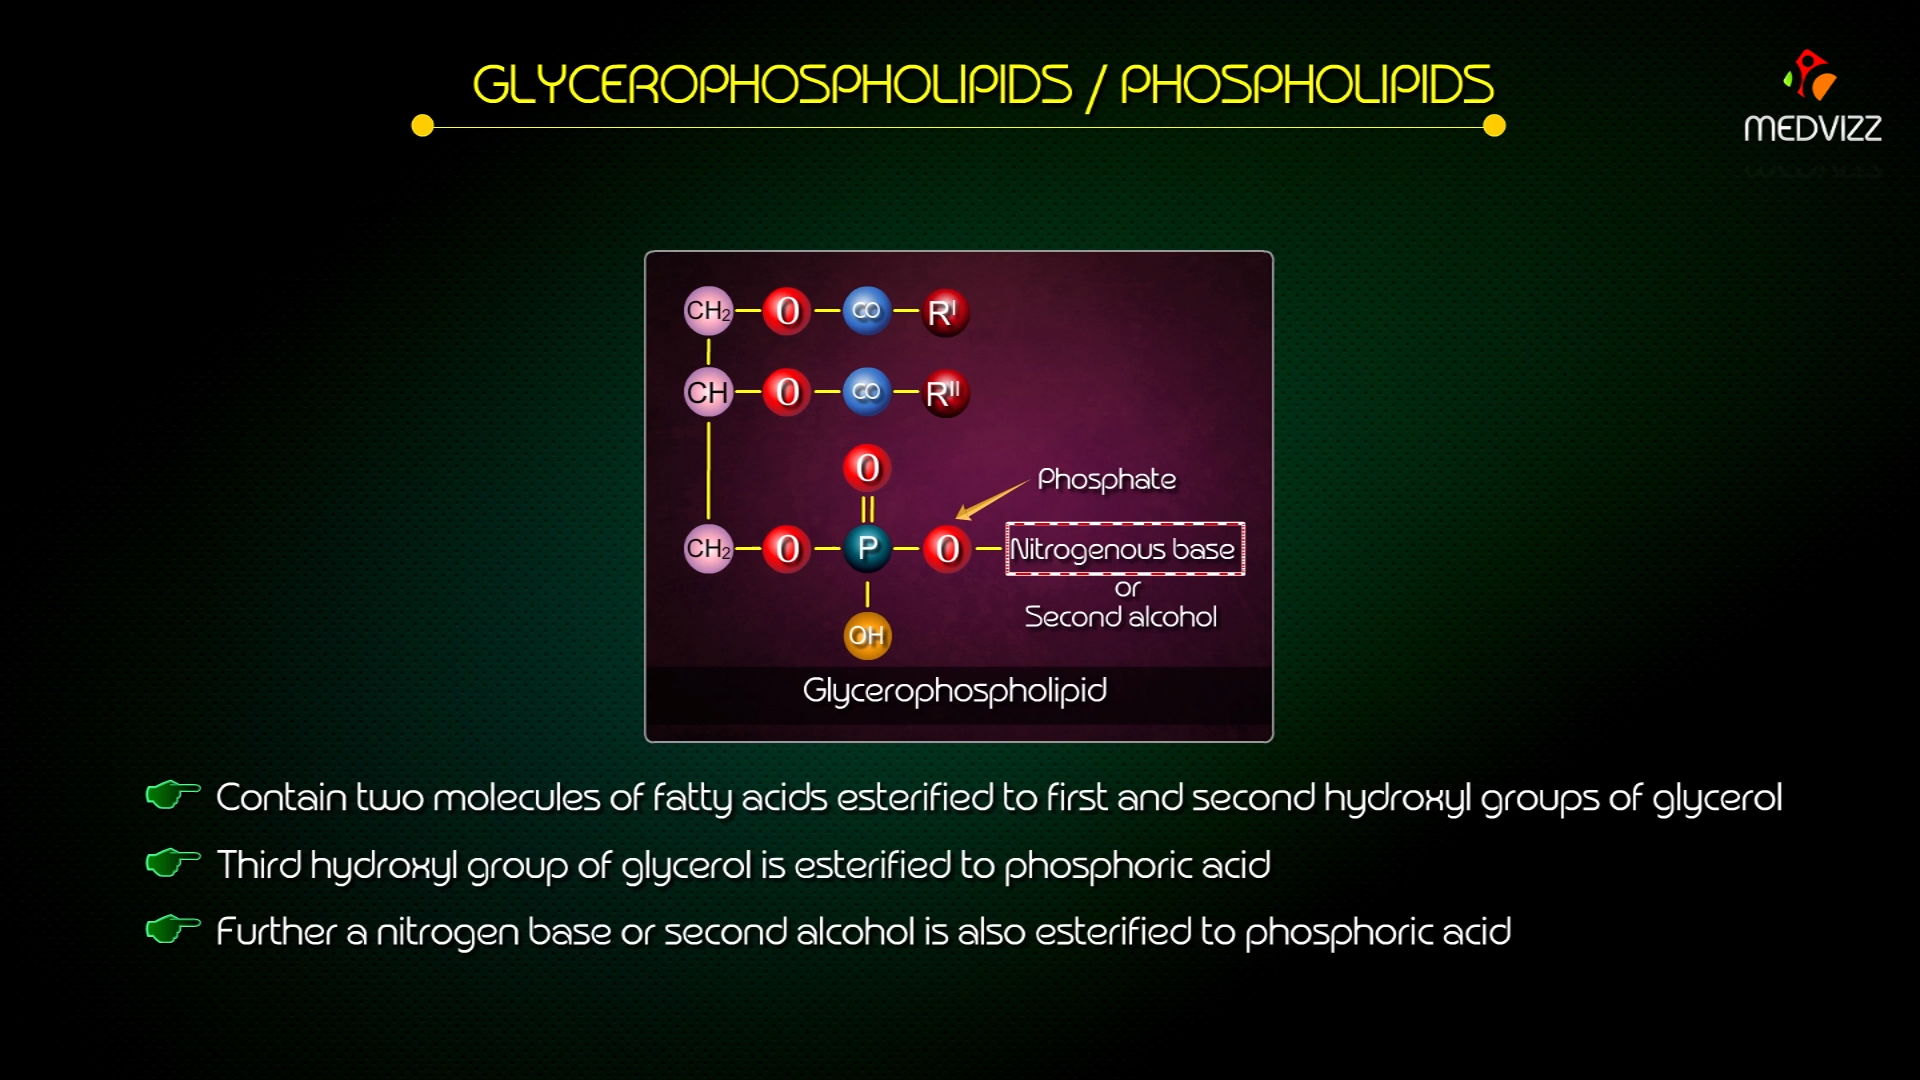 GLYCEROPHOSPHOLIPIDS / PHOSPHOLIPIDS
MEDVIZZ
CH₂ O CO Rᴵ
CH O CO Rᴵᴵ
O
Phosphate
CH₂ O P O Nitrogenous base
or
Second alcohol
OH
Glycerophospholipid
Contain two molecules of fatty acids esterified to first and second hydroxyl groups of glycerol
Third hydroxyl group of glycerol is esterified to phosphoric acid
Further a nitrogen base or second alcohol is also esterified to phosphoric acid